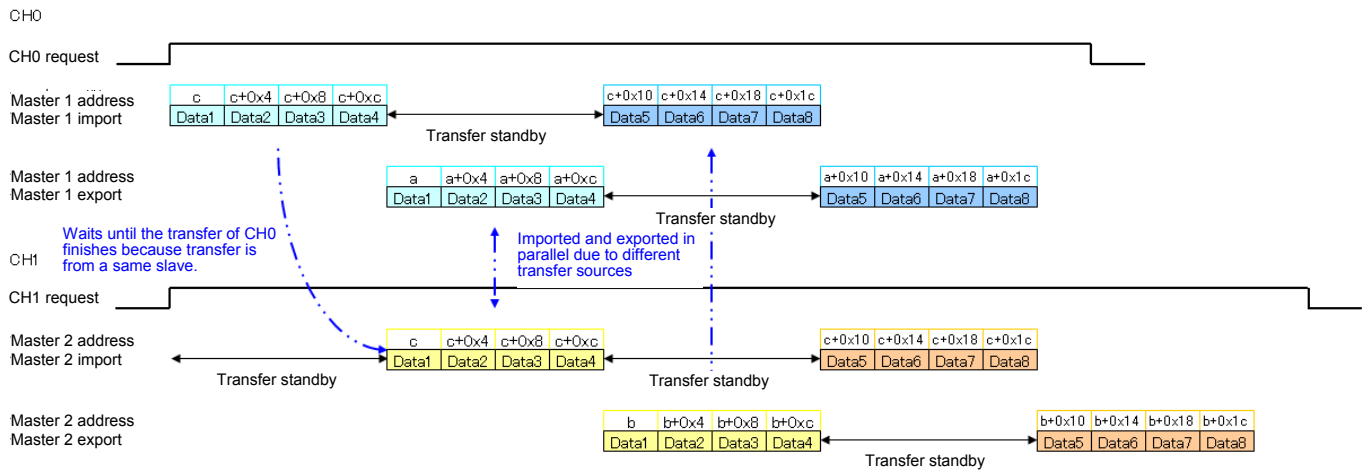 CH0
CH0 request
Master 1 address
Master 1 import
c c+0x4 c+0x8 c+0xc
Data1 Data2 Data3 Data4
Transfer standby
c+0x10 c+0x14 c+0x18 c+0x1c
Data5 Data6 Data7 Data8
Master 1 address
Master 1 export
a a+0x4 a+0x8 a+0xc
Data1 Data2 Data3 Data4
Transfer standby
a+0x10 a+0x14 a+0x18 a+0x1c
Data5 Data6 Data7 Data8
Waits until the transfer of CH0
finishes because transfer is
from a same slave.
Imported and exported in
parallel due to different
transfer sources
CH1
CH1 request
Master 2 address
Master 2 import
Transfer standby
c c+0x4 c+0x8 c+0xc
Data1 Data2 Data3 Data4
Transfer standby
c+0x10 c+0x14 c+0x18 c+0x1c
Data5 Data6 Data7 Data8
Master 2 address
Master 2 export
b b+0x4 b+0x8 b+0xc
Data1 Data2 Data3 Data4
Transfer standby
b+0x10 b+0x14 b+0x18 b+0x1c
Data5 Data6 Data7 Data8